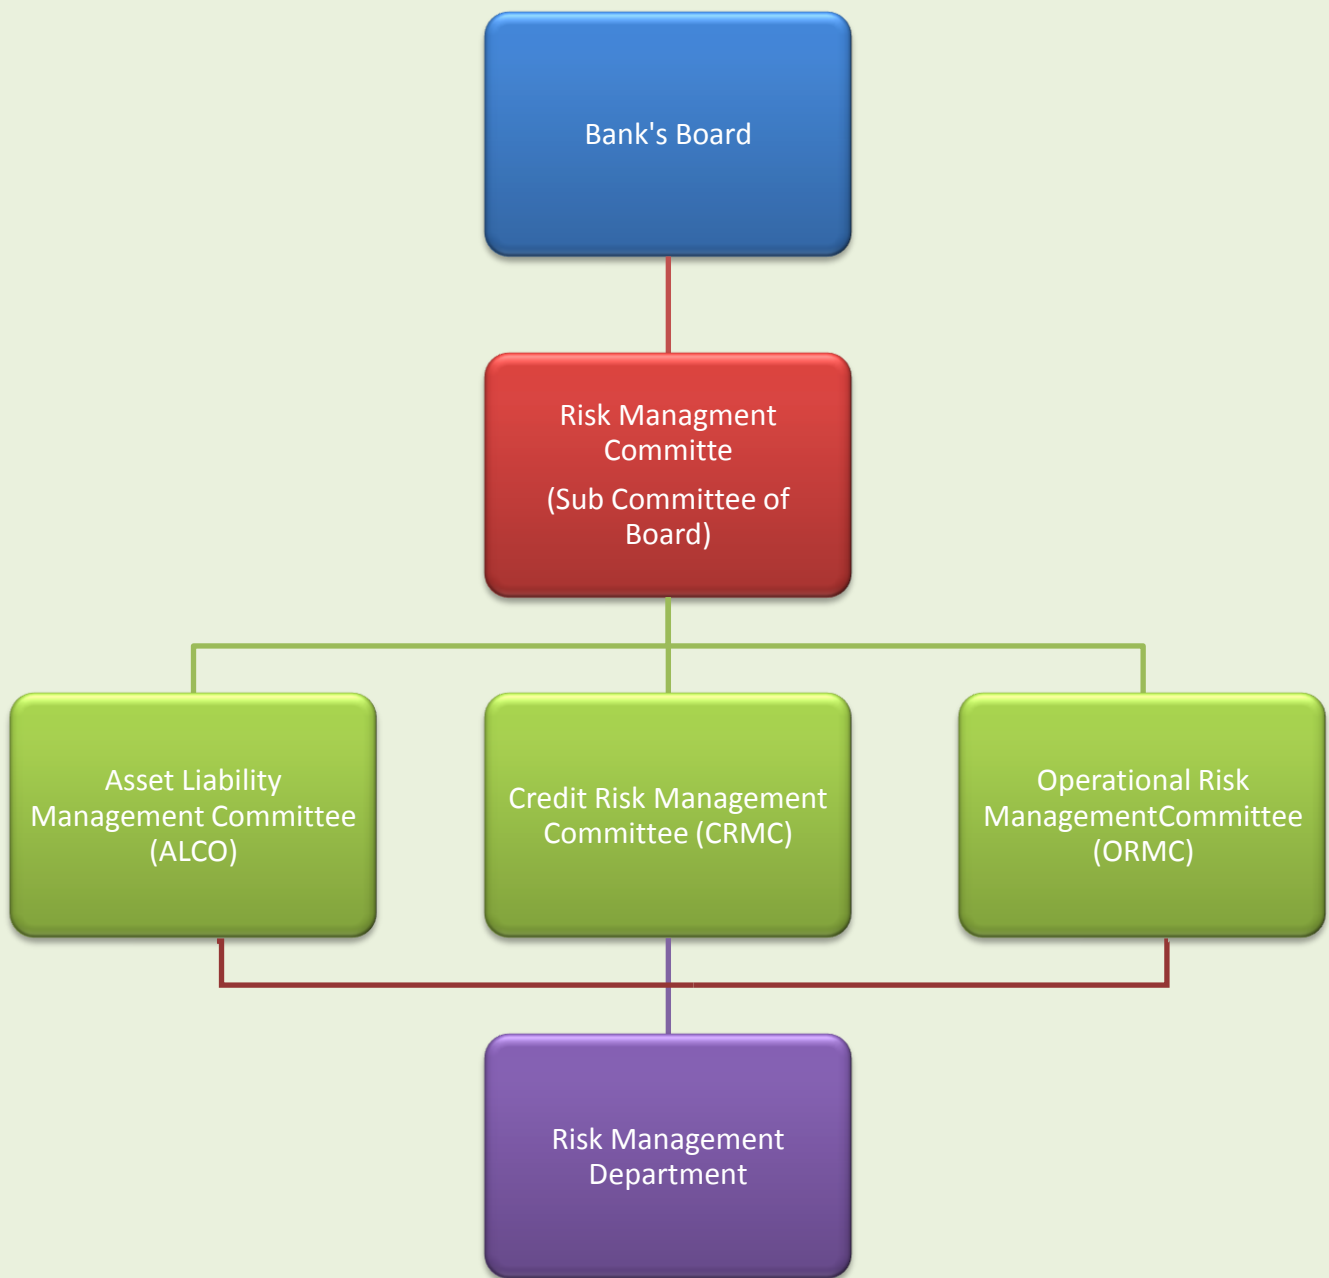 Bank's Board
Risk Managment
Committe
(Sub Committee of
Board)
Asset Liability
Management Committee
(ALCO)
Credit Risk Management
Committee (CRMC)
Operational Risk
ManagementCommittee
(ORMC)
Risk Management
Department